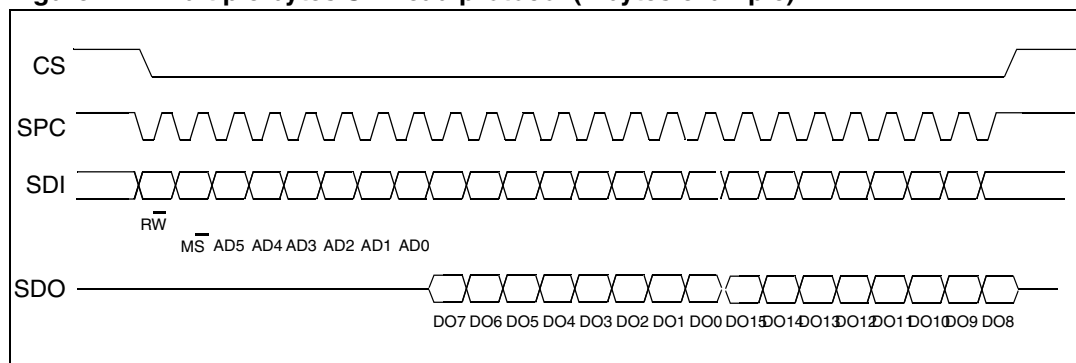 CS
SPC
SDI
RW
MS AD5 AD4 AD3 AD2 AD1 AD0
SDO
DO7 DO6 DO5 DO4 DO3 DO2 DO1 DO0 DO15 DO14 DO13 DO12 DO11 DO10 DO9 DO8